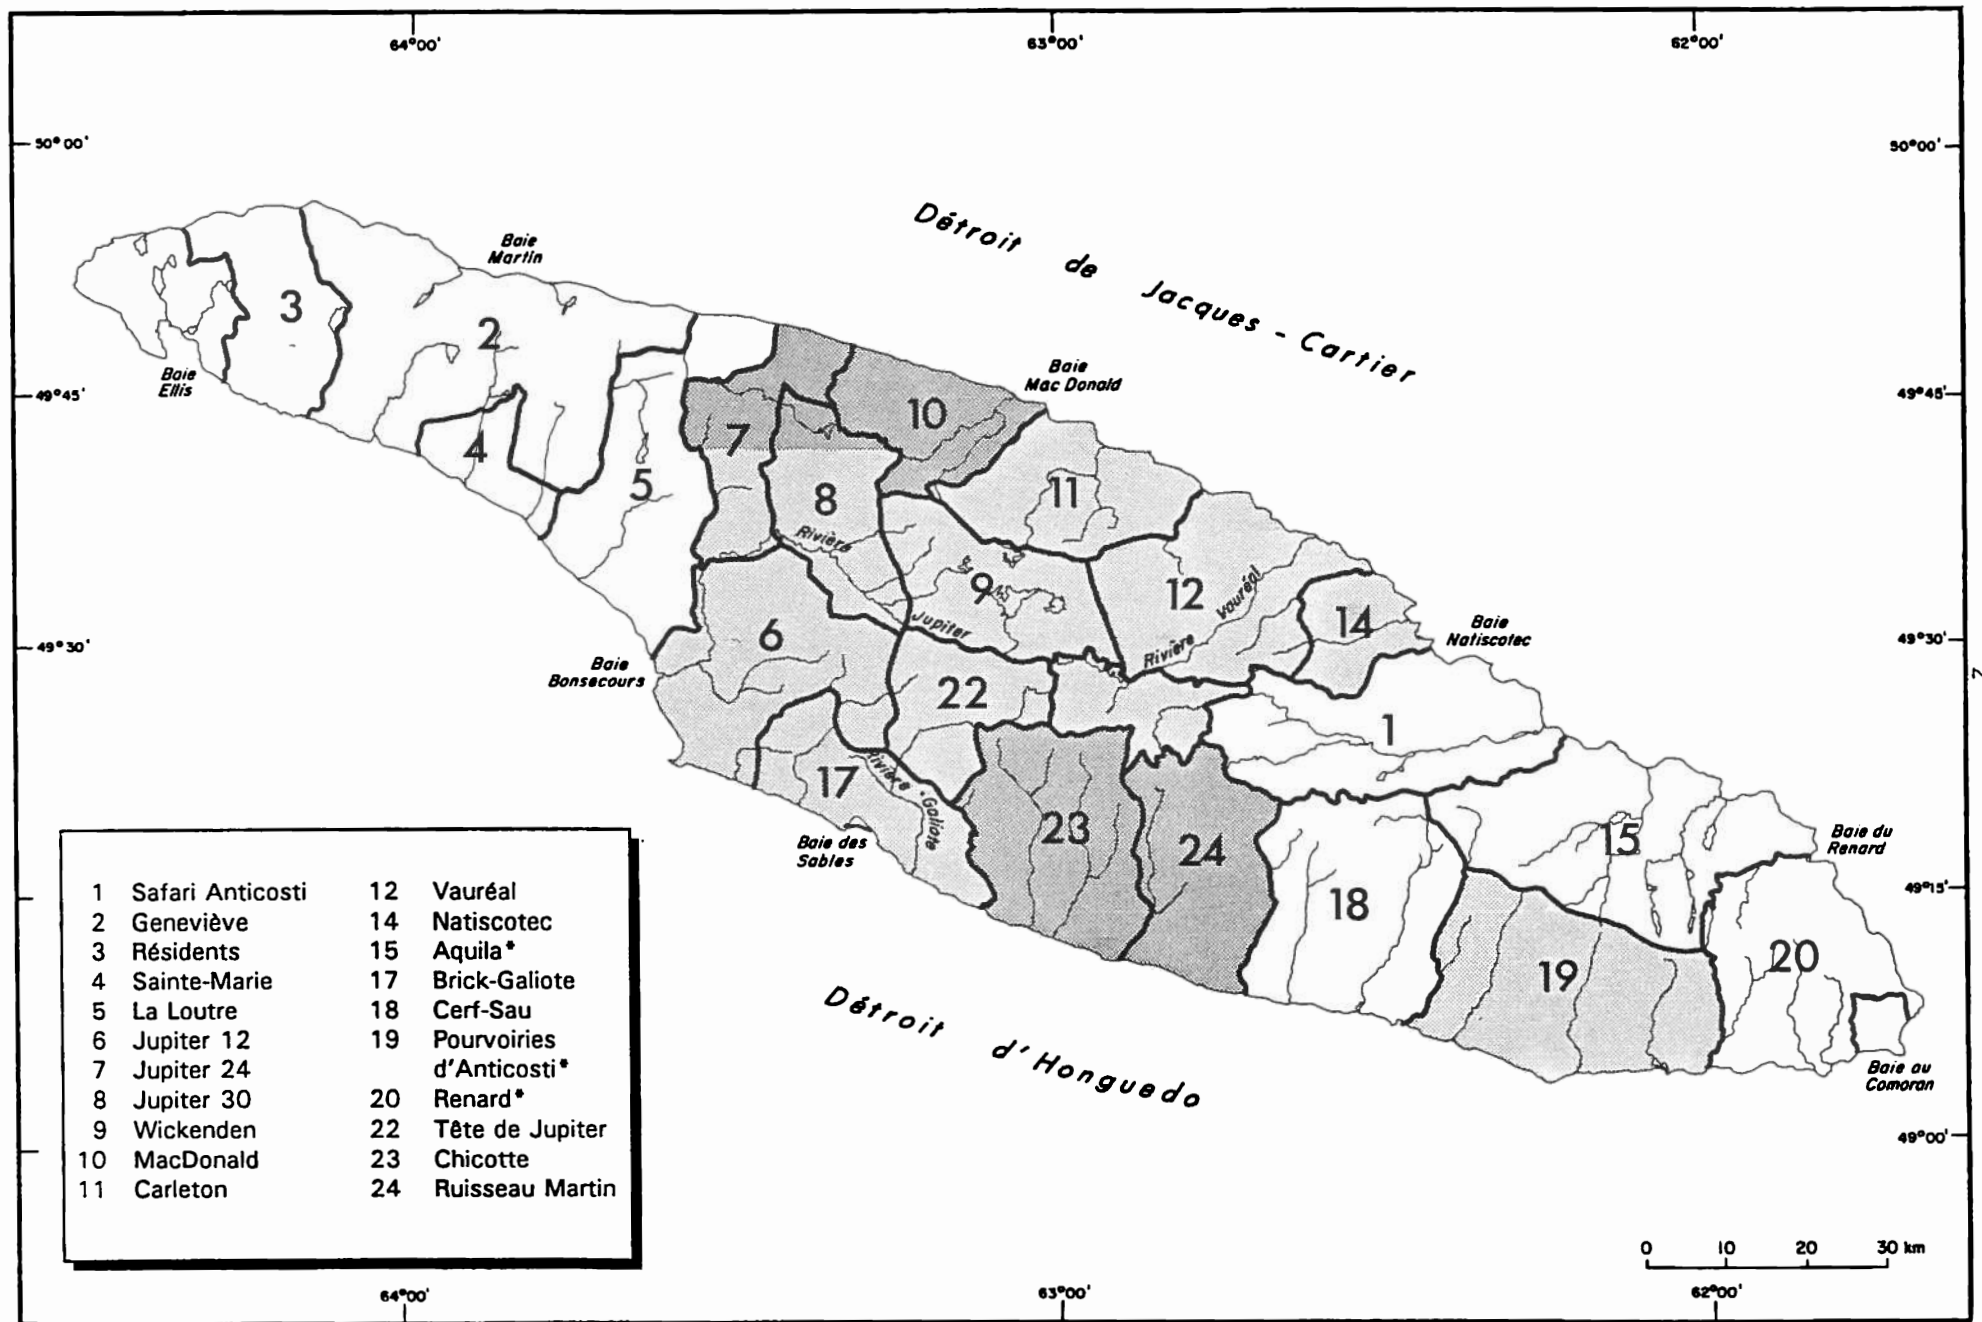 64°00'
63°00'
62°00'
50°00'
50°00'
Détroit de Jacques - Cartier
Baie
Martin
3
2
Baie
Ellis
49°45'
49°45'
Baie
Mac Donald
4
5
7
10
8
11
Rivière
9
12
Vauréal
14
Jupiter
Rivière
Baie
Natiscotec
49°30'
49°30'
6
Baie
Bonsecours
22
1
17
Rivière - Galiote
Baie des
Sables
23
24
15
Baie du
Renard
18
49°15'
19
20
Baie au
Comoran
Détroit d'Honguedo
49°00'
1 Safari Anticosti
2 Geneviève
3 Résidents
4 Sainte-Marie
5 La Loutre
6 Jupiter 12
7 Jupiter 24
8 Jupiter 30
9 Wickenden
10 MacDonald
11 Carleton
12 Vauréal
14 Natiscotec
15 Aquila*
17 Brick-Galiote
18 Cerf-Sau
19 Pourvoiries
d'Anticosti*
20 Renard*
22 Tête de Jupiter
23 Chicotte
24 Ruisseau Martin
0 10 20 30 km
64°00'
63°00'
62°00'